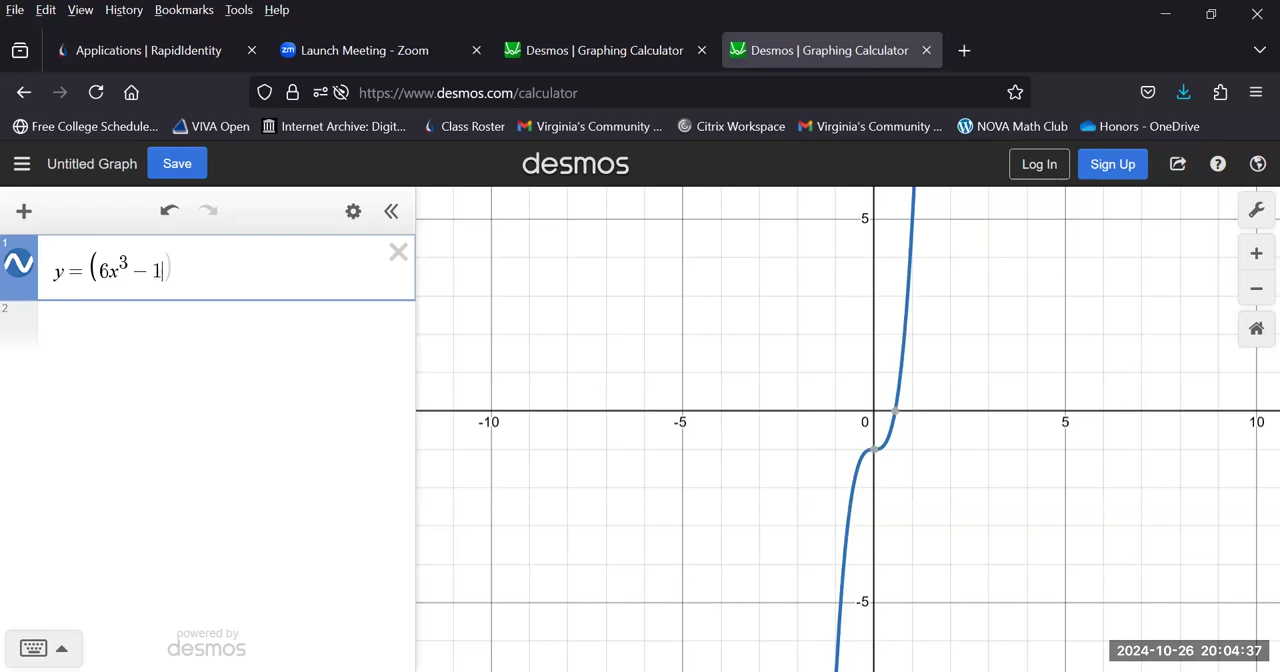 File Edit View History Bookmarks Tools Help
Applications | RapidIdentity
zm Launch Meeting - Zoom
Desmos | Graphing Calculator
Desmos | Graphing Calculator
https://www.desmos.com/calculator
Free College Schedule... VIVA Open Internet Archive: Digit... Class Roster Virginia's Community ... Citrix Workspace Virginia's Community ... NOVA Math Club Honors - OneDrive
Untitled Graph Save desmos Log In Sign Up
1
y = (6x³ − 1)
2
5
-10 -5 0 5 10
-5
powered by
desmos
2024-10-26 20:04:37